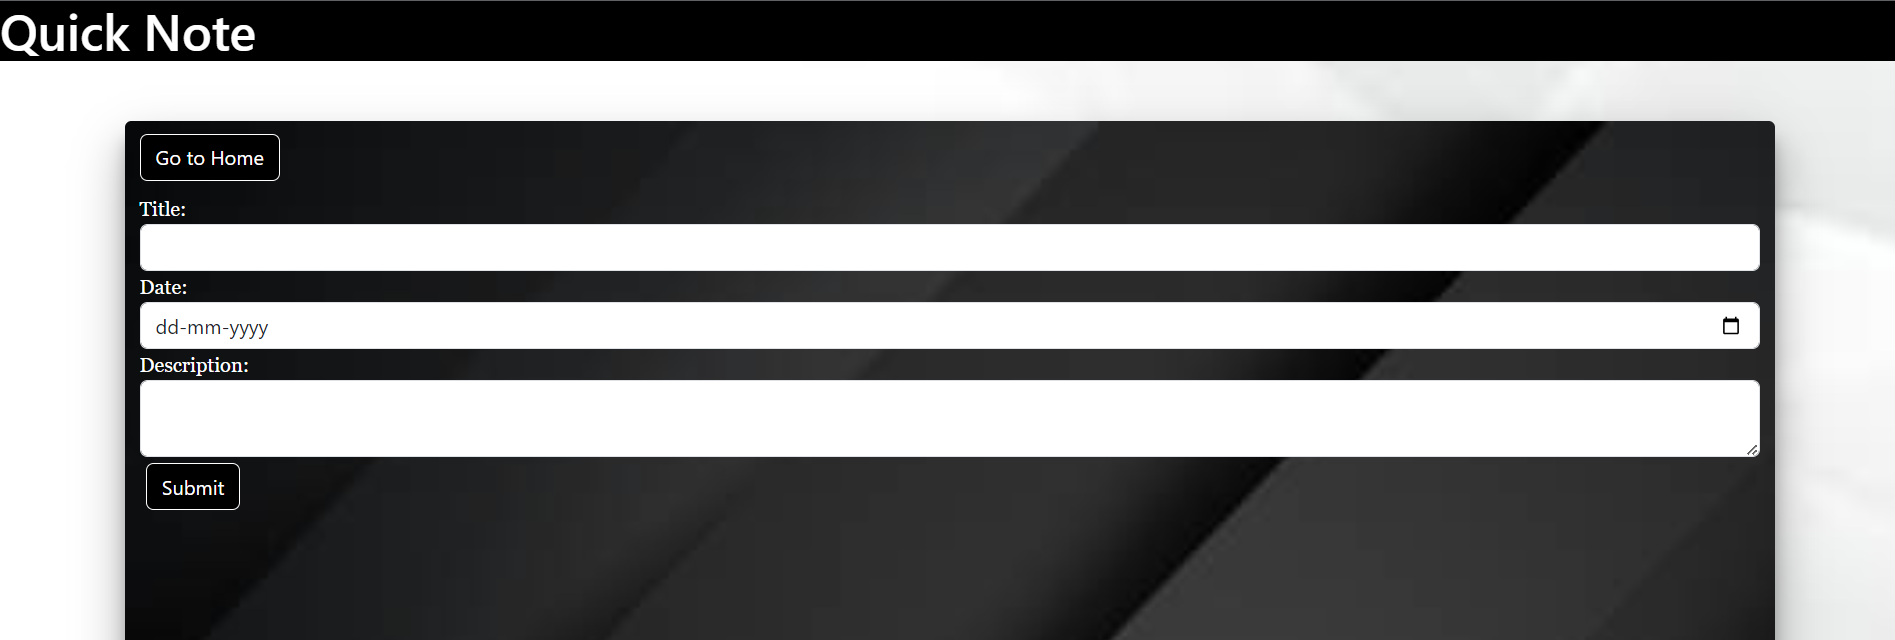 Quick Note
Go to Home
Title:
Date:
dd-mm-yyyy
Description:
Submit